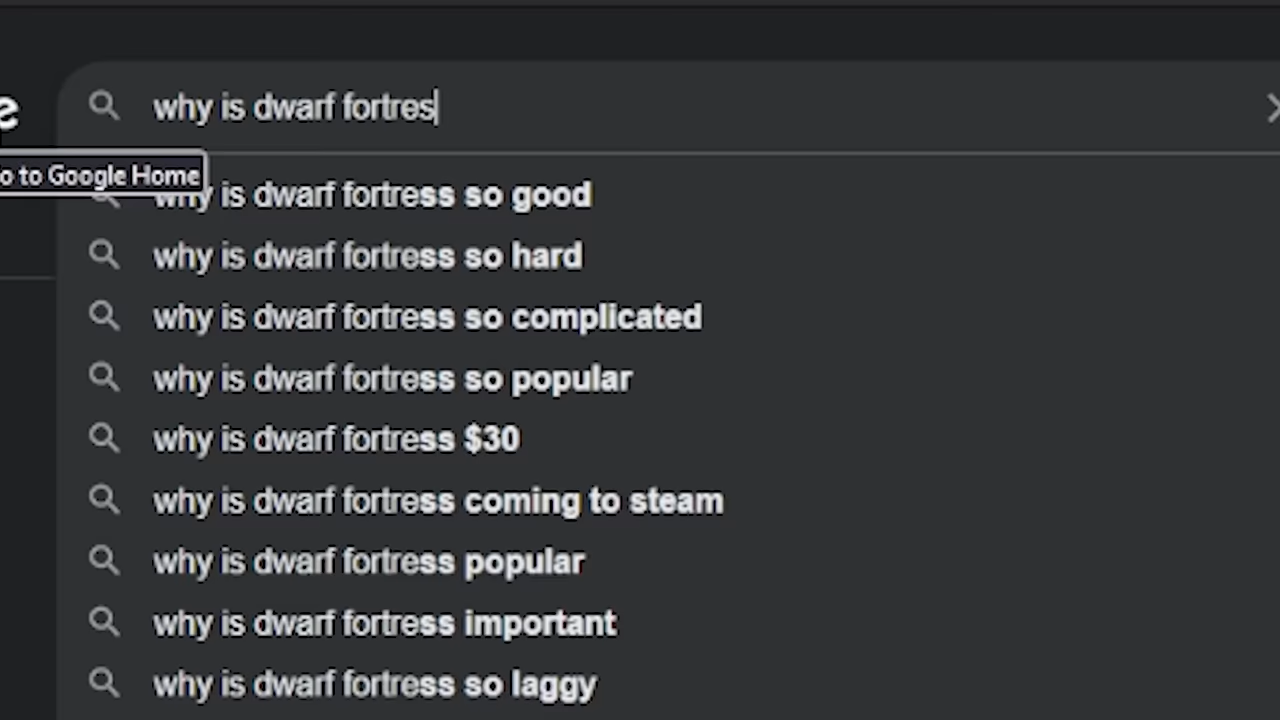 why is dwarf fortres
to Google Home
why is dwarf fortress so good
why is dwarf fortress so hard
why is dwarf fortress so complicated
why is dwarf fortress so popular
why is dwarf fortress $30
why is dwarf fortress coming to steam
why is dwarf fortress popular
why is dwarf fortress important
why is dwarf fortress so laggy